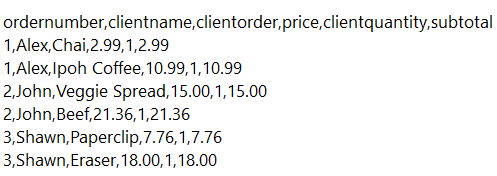 ordernumber,clientname,clientorder,price,clientquantity,subtotal
1,Alex,Chai,2.99,1,2.99
1,Alex,Ipoh Coffee,10.99,1,10.99
2,John,Veggie Spread,15.00,1,15.00
2,John,Beef,21.36,1,21.36
3,Shawn,Paperclip,7.76,1,7.76
3,Shawn,Eraser,18.00,1,18.00